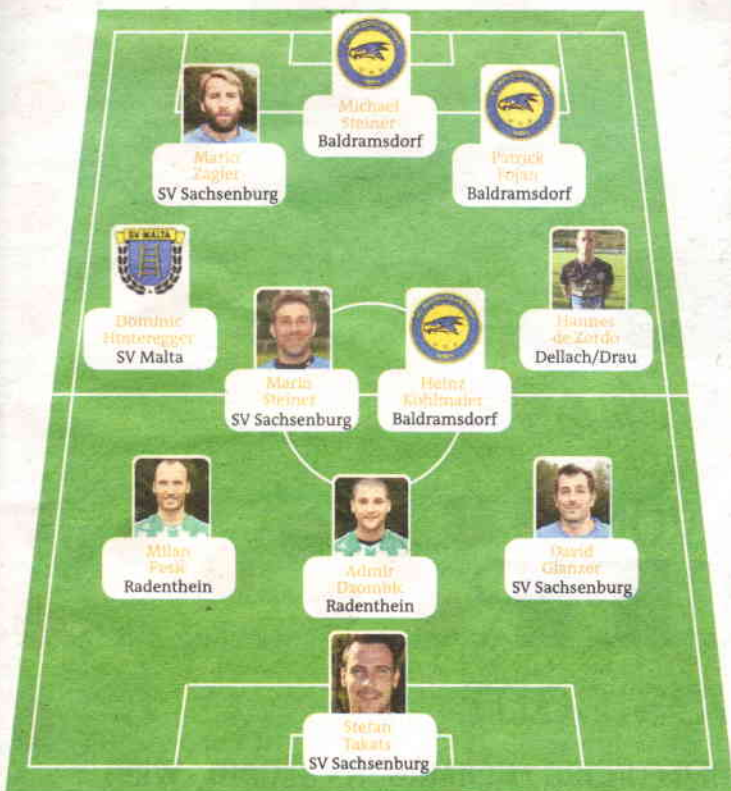 Michael
Steiner
Baldramsdorf
Mario
Zagler
SV Sachsenburg
Patrick
Fojan
Baldramsdorf
SV MALTA
Dominic
Hinteregger
SV Malta
Hannes
de Zordo
Dellach/Drau
Mario
Steiner
SV Sachsenburg
Heinz
Kohlmaier
Baldramsdorf
Milan
Radenthein
Admir
Radenthein
David
Glanzer
SV Sachsenburg
Stefan
Takats
SV Sachsenburg